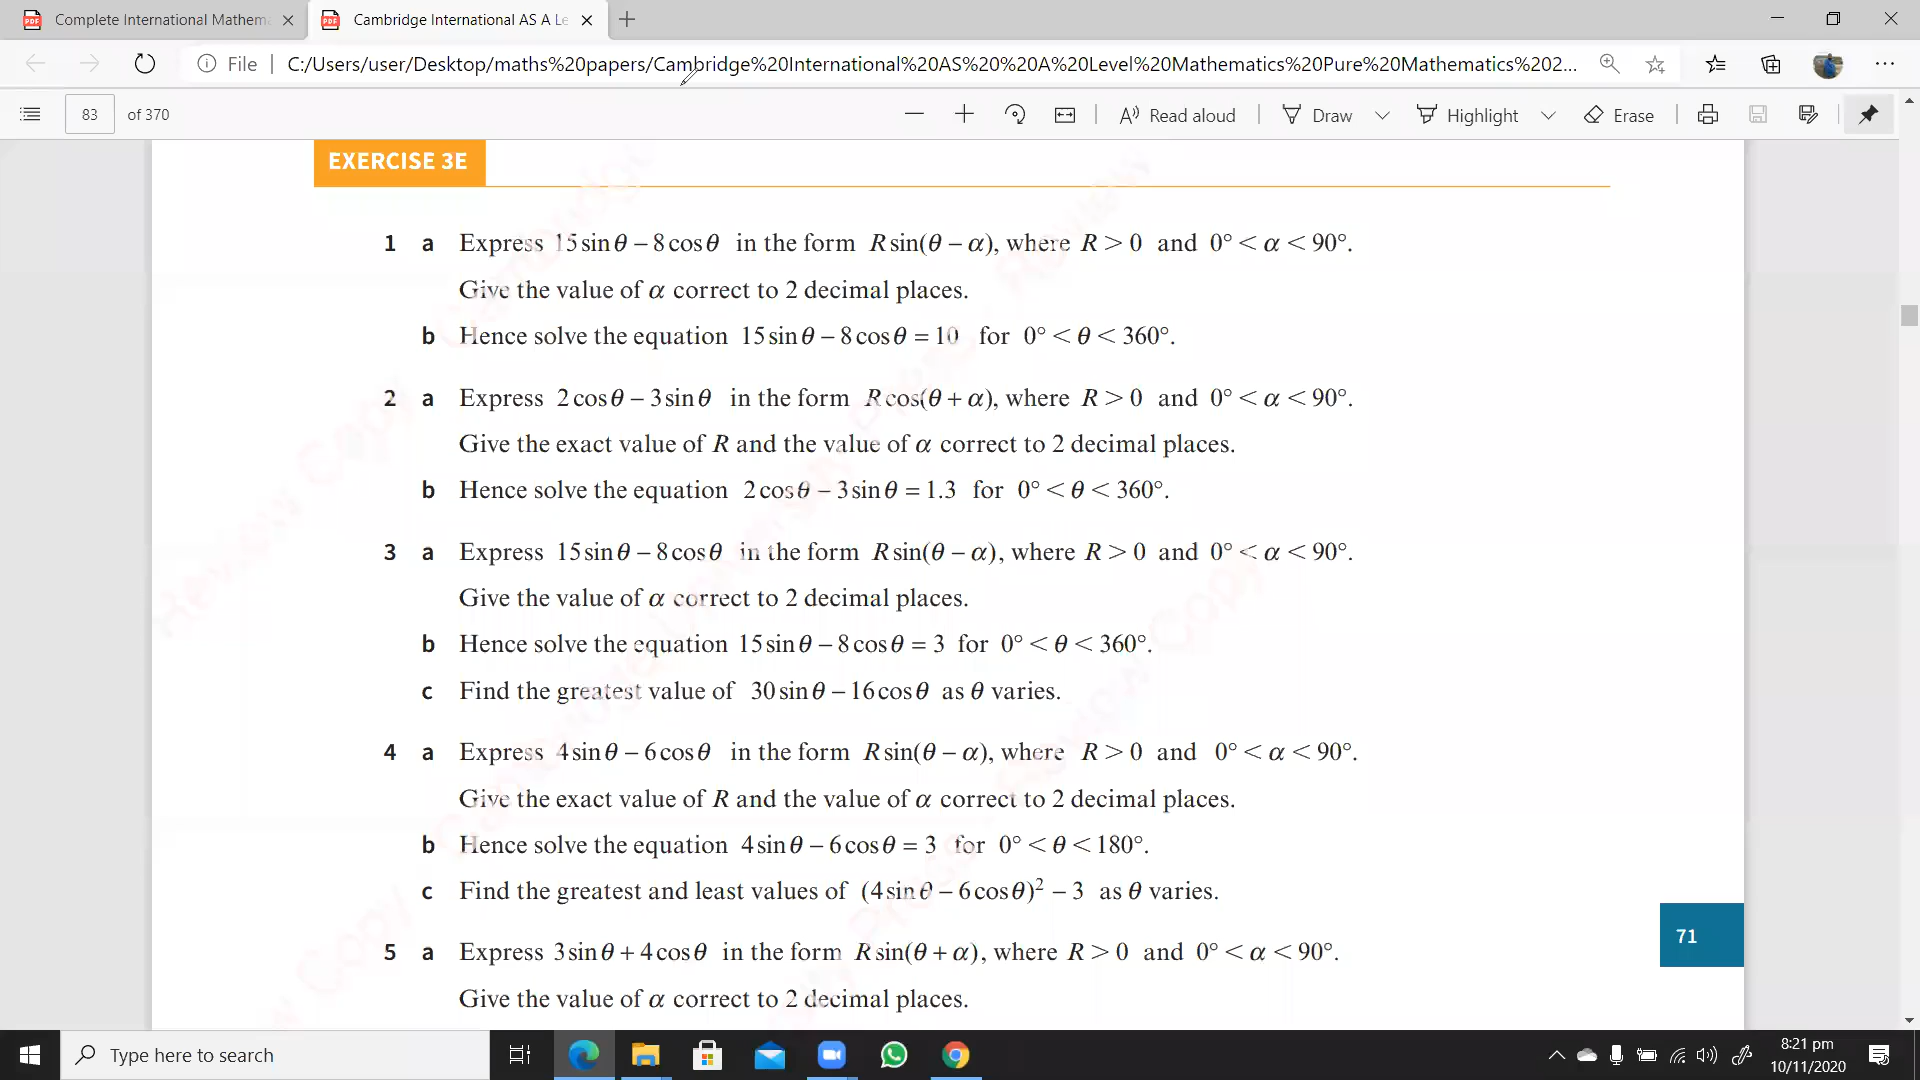 Complete International Mathem
Cambridge International AS A Le
File
C:/Users/user/Desktop/maths%20papers/Cambridge%20International%20AS%20%20A%20Level%20Mathematics%20Pure%20Mathematics%202...
83 of 370
Read aloud
Draw
Highlight
Erase
EXERCISE 3E
1 a Express 15 sin θ – 8 cos θ in the form R sin(θ – α), where R > 0 and 0° < α < 90°.
Give the value of α correct to 2 decimal places.
b Hence solve the equation 15 sin θ – 8 cos θ = 10 for 0° < θ < 360°.
2 a Express 2 cos θ – 3 sin θ in the form R cos(θ + α), where R > 0 and 0° < α < 90°.
Give the exact value of R and the value of α correct to 2 decimal places.
b Hence solve the equation 2 cos θ – 3 sin θ = 1.3 for 0° < θ < 360°.
3 a Express 15 sin θ – 8 cos θ in the form R sin(θ – α), where R > 0 and 0° < α < 90°.
Give the value of α correct to 2 decimal places.
b Hence solve the equation 15 sin θ – 8 cos θ = 3 for 0° < θ < 360°.
c Find the greatest value of 30 sin θ – 16 cos θ as θ varies.
4 a Express 4 sin θ – 6 cos θ in the form R sin(θ – α), where R > 0 and 0° < α < 90°.
Give the exact value of R and the value of α correct to 2 decimal places.
b Hence solve the equation 4 sin θ – 6 cos θ = 3 for 0° < θ < 180°.
c Find the greatest and least values of (4 sin θ – 6 cos θ)² – 3 as θ varies.
71
5 a Express 3 sin θ + 4 cos θ in the form R sin(θ + α), where R > 0 and 0° < α < 90°.
Give the value of α correct to 2 decimal places.
Type here to search
8:21 pm
10/11/2020